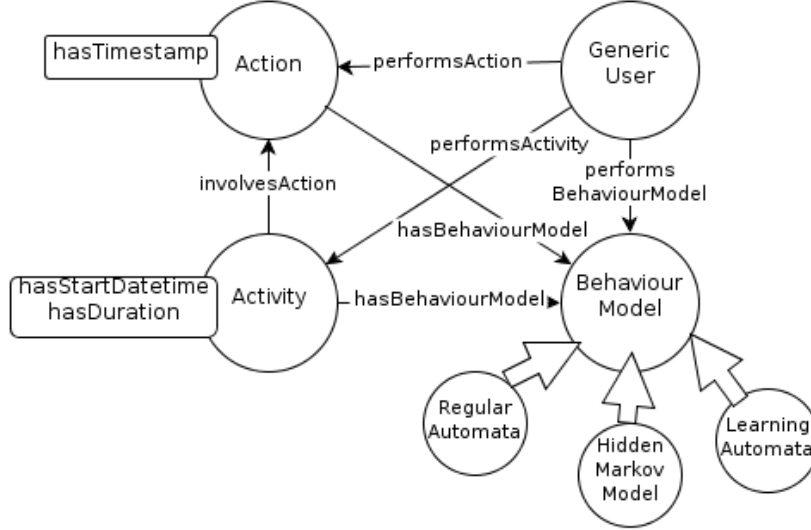 hasTimestamp
Action
performsAction
Generic
User
performsActivity
performs
BehaviourModel
involvesAction
hasBehaviourModel
hasStartDatetime
hasDuration
Activity
hasBehaviourModel
Behaviour
Model
Regular
Automata
Hidden
Markov
Model
Learning
Automata